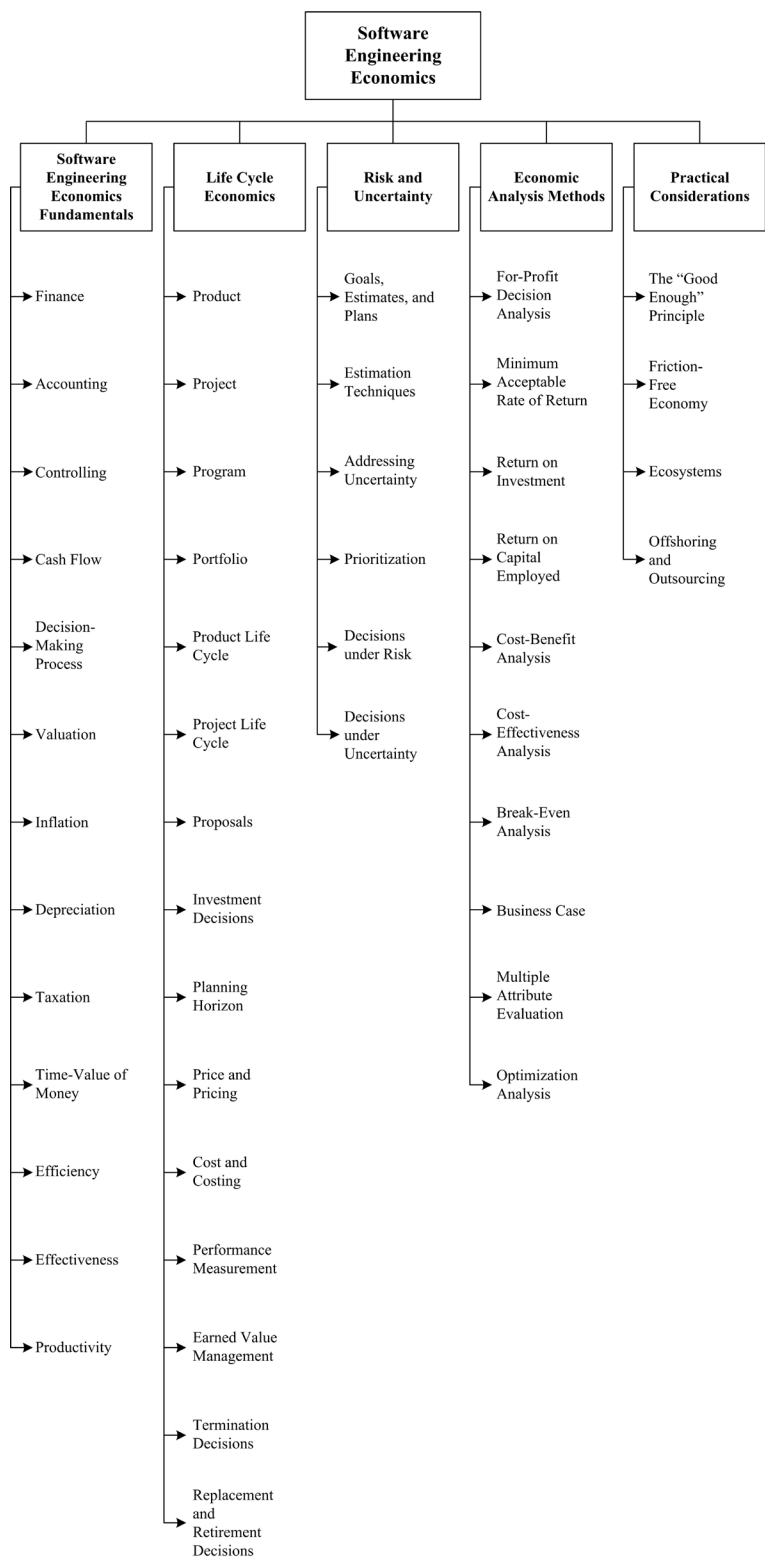 Software
Engineering
Economics
Software
Engineering
Economics
Fundamentals
Finance
Accounting
Controlling
Cash Flow
Decision-
Making
Process
Valuation
Inflation
Depreciation
Taxation
Time-Value of
Money
Efficiency
Effectiveness
Productivity
Life Cycle
Economics
Product
Project
Program
Portfolio
Product Life
Cycle
Project Life
Cycle
Proposals
Investment
Decisions
Planning
Horizon
Price and
Pricing
Cost and
Costing
Performance
Measurement
Earned Value
Management
Termination
Decisions
Replacement
and
Retirement
Decisions
Risk and
Uncertainty
Goals,
Estimates, and
Plans
Estimation
Techniques
Addressing
Uncertainty
Prioritization
Decisions
under Risk
Decisions
under
Uncertainty
Economic
Analysis Methods
For-Profit
Decision
Analysis
Minimum
Acceptable
Rate of Return
Return on
Investment
Return on
Capital
Employed
Cost-Benefit
Analysis
Cost-
Effectiveness
Analysis
Break-Even
Analysis
Business Case
Multiple
Attribute
Evaluation
Optimization
Analysis
Practical
Considerations
The “Good
Enough”
Principle
Friction-
Free
Economy
Ecosystems
Offshoring
and
Outsourcing